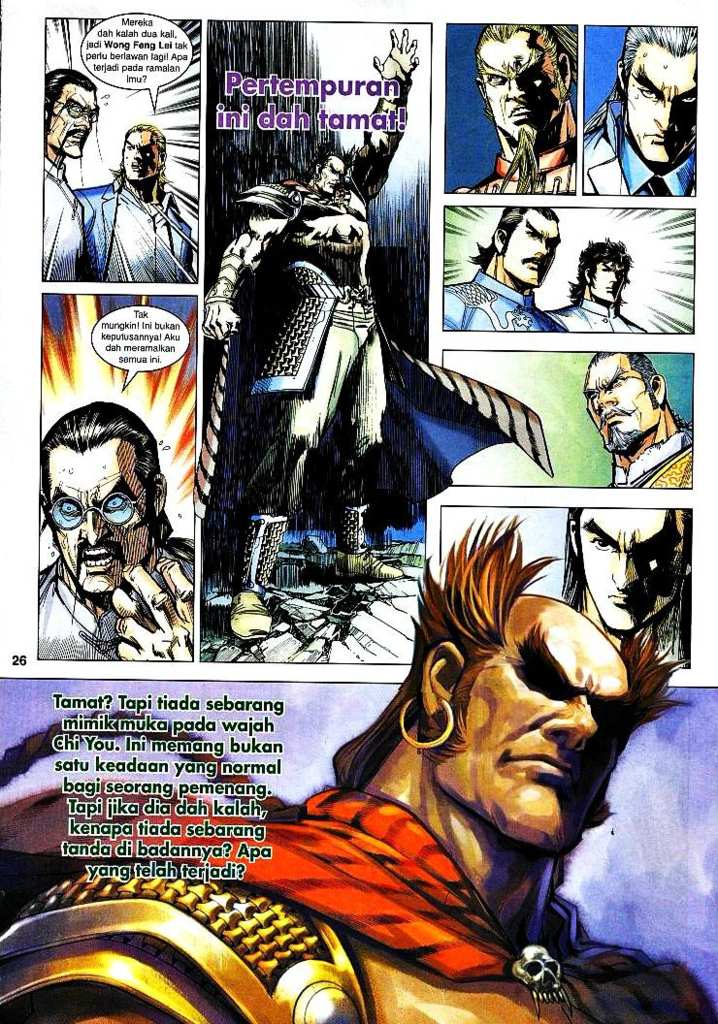 Mereka
dah kalah dua kali,
jadi Wong Fang Lui tak
perlu berlawan lagi! Apa
terjadi pada ramalan
Imu?
Pertempuran
ini dah tamat!
Tak
mungkin! Ini bukan
keputusannya! Aku
dah meramalkan
semua ini.
26
Tamat? Tapi tiada sebarang
mimik muka pada wajah
Chi You. Ini memang bukan
satu keadaan yang normal
bagi seorang pemenang.
Tapi jika dia dah kalah,
kenapa tiada sebarang
tanda di badannya? Apa
yang telah terjadi?